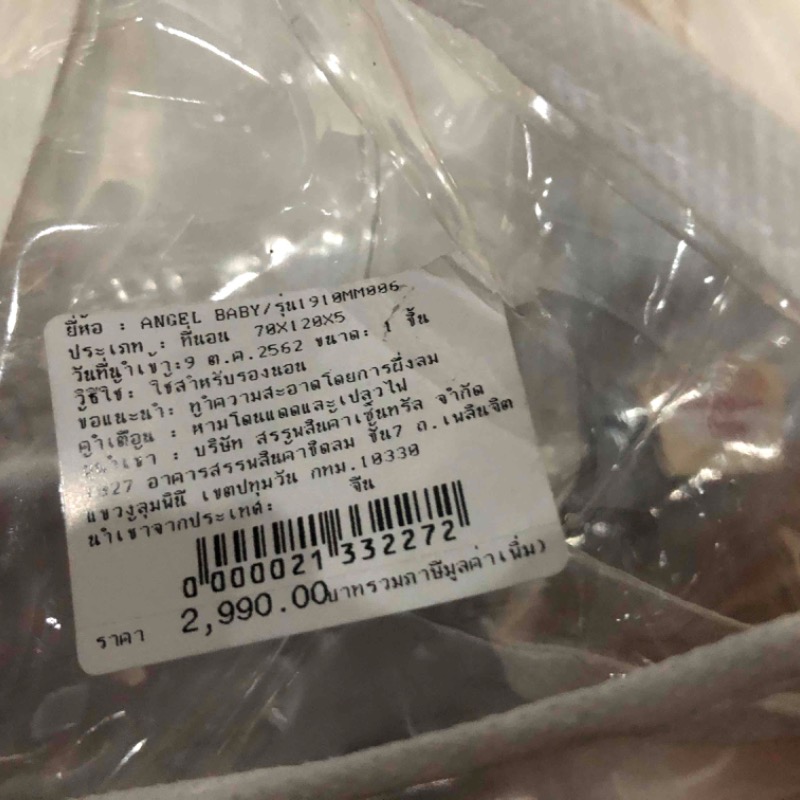 ยี่ห้อ : ANGEL BABY/รุ่น1910MM006
ประเภท : ที่นอน 70X120X5
วันที่นำเข้า:9 ต.ค.2562 ขนาด: 1 ชิ้น
วิธีใช้: ใช้สำหรับรองนอน
ข้อแนะนำ: ทำความสะอาดโดยการผึ่งลม
คำเตือน : ห้ามโดนแดดและเปลวไฟ
ผู้นำเข้า : บริษัท สรรพสินค้าเซ็นทรัล จำกัด
1027 อาคารสรรพสินค้าชิดลม ชั้น7 ถ.เพลินจิต
แขวงลุมพินี เขตปทุมวัน กทม.10330
นำเข้าจากประเทศ: จีน
0 000021 332272
ราคา 2,990.00บาทรวมภาษีมูลค่า(เพิ่ม)